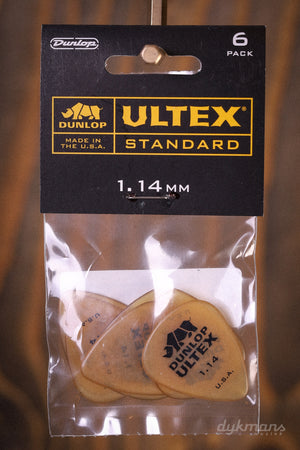 Dunlop
6
PACK
DUNLOP
MADE IN
THE U.S.A.
ULTEX®
STANDARD
1.14MM
DUNLOP
ULTEX
1.14
U.S.A.
U.S.A.
dykmans